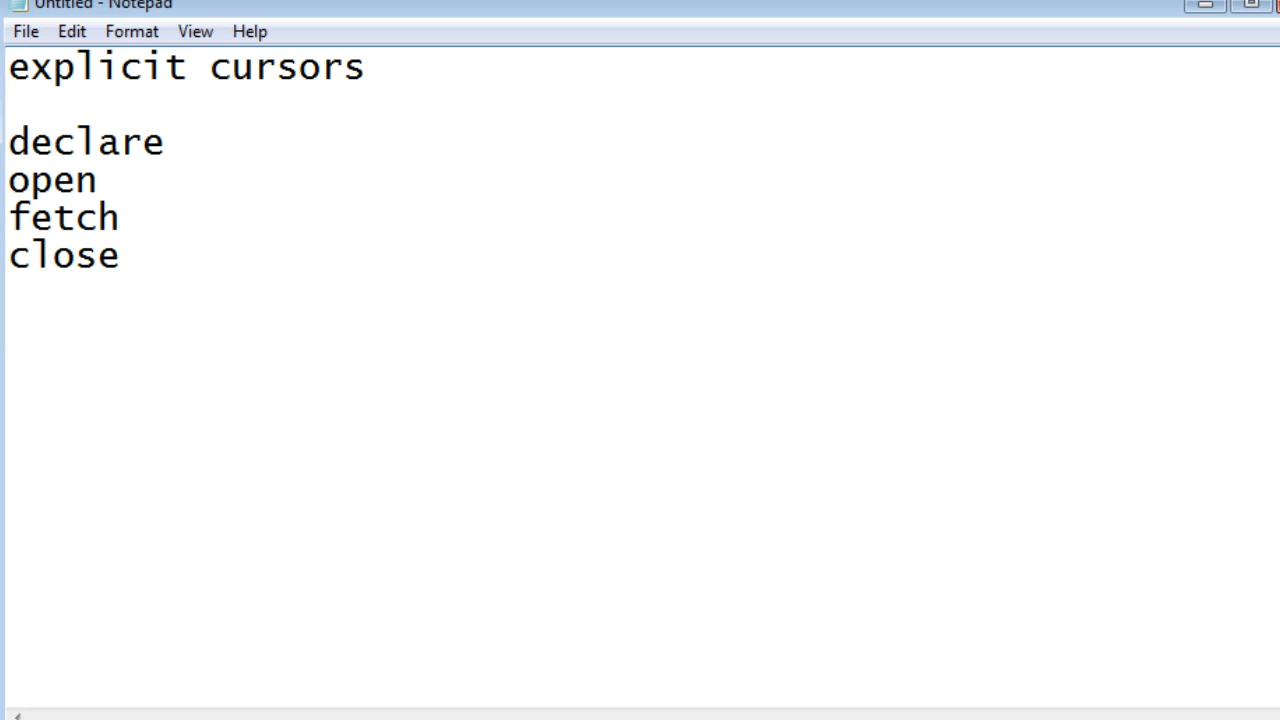 Untitled - Notepad
File Edit Format View Help
explicit cursors
declare
open
fetch
close